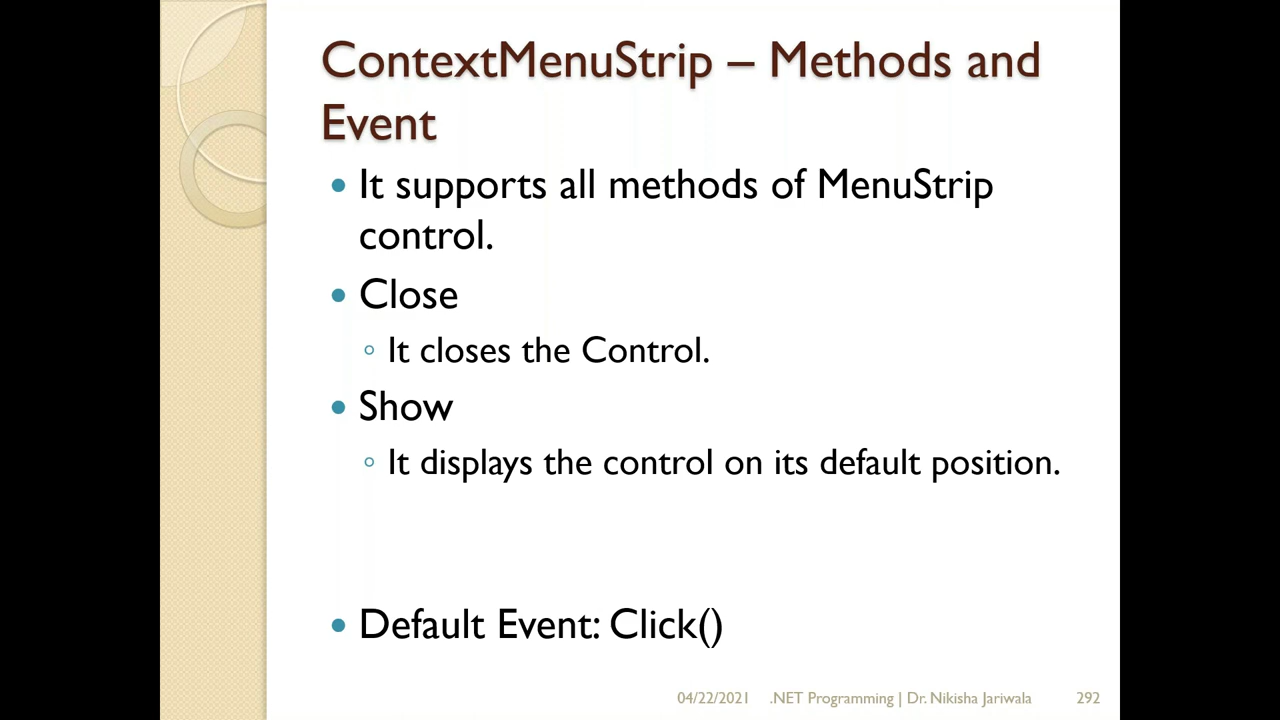 ContextMenuStrip – Methods and
Event
• It supports all methods of MenuStrip
control.
• Close
◦ It closes the Control.
• Show
◦ It displays the control on its default position.
• Default Event: Click()
04/22/2021 .NET Programming | Dr. Nikisha Jariwala 292